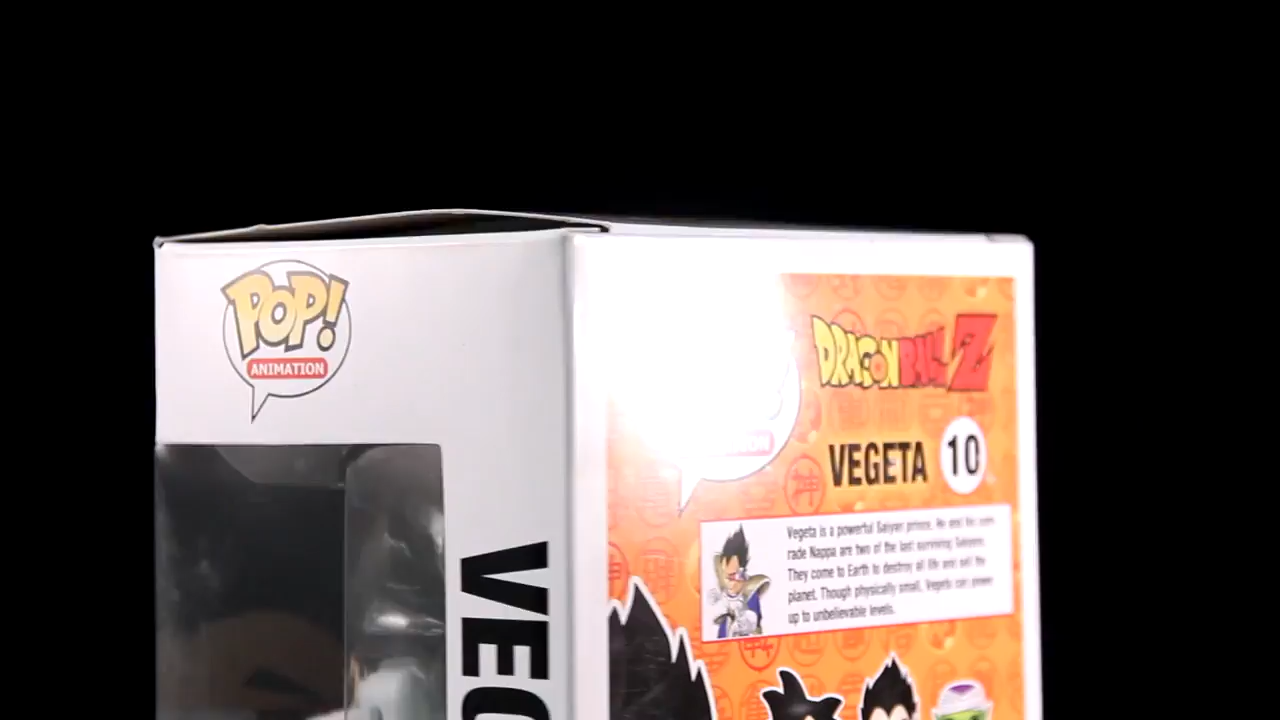 POP!
ANIMATION
VEG
DRAGON BALL Z
VEGETA 10
Vegeta is a powerful Saiyan prince. He and his com
rade Nappa are two of the last surviving Saiyans.
They come to Earth to destroy all life and sell the
planet. Though physically small, Vegeta can power
up to unbelievable levels.